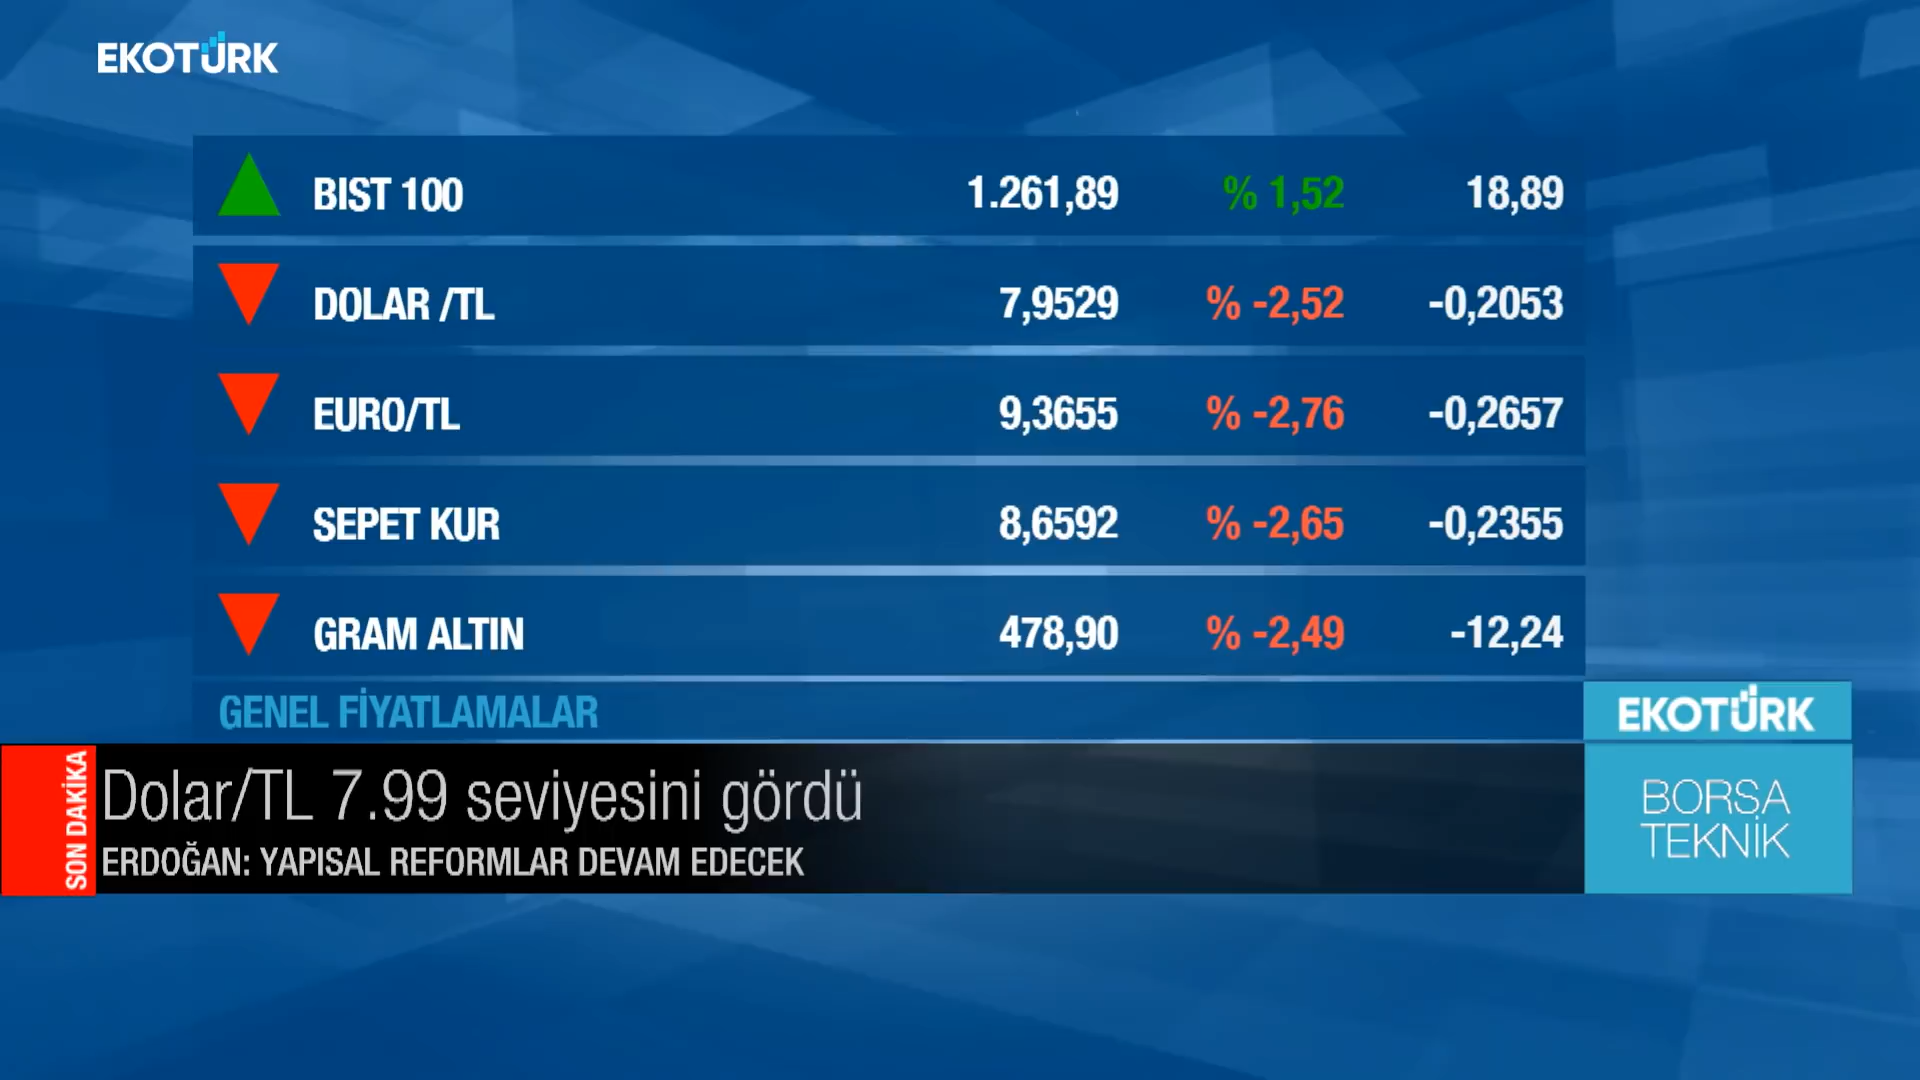 EKOTÜRK
BIST 100 1.261,89 % 1,52 18,89
DOLAR /TL 7,9529 % -2,52 -0,2053
EURO/TL 9,3655 % -2,76 -0,2657
SEPET KUR 8,6592 % -2,65 -0,2355
GRAM ALTIN 478,90 % -2,49 -12,24
GENEL FİYATLAMALAR
EKOTÜRK
SON DAKİKA
Dolar/TL 7.99 seviyesini gördü
ERDOĞAN: YAPISAL REFORMLAR DEVAM EDECEK
BORSA
TEKNİK